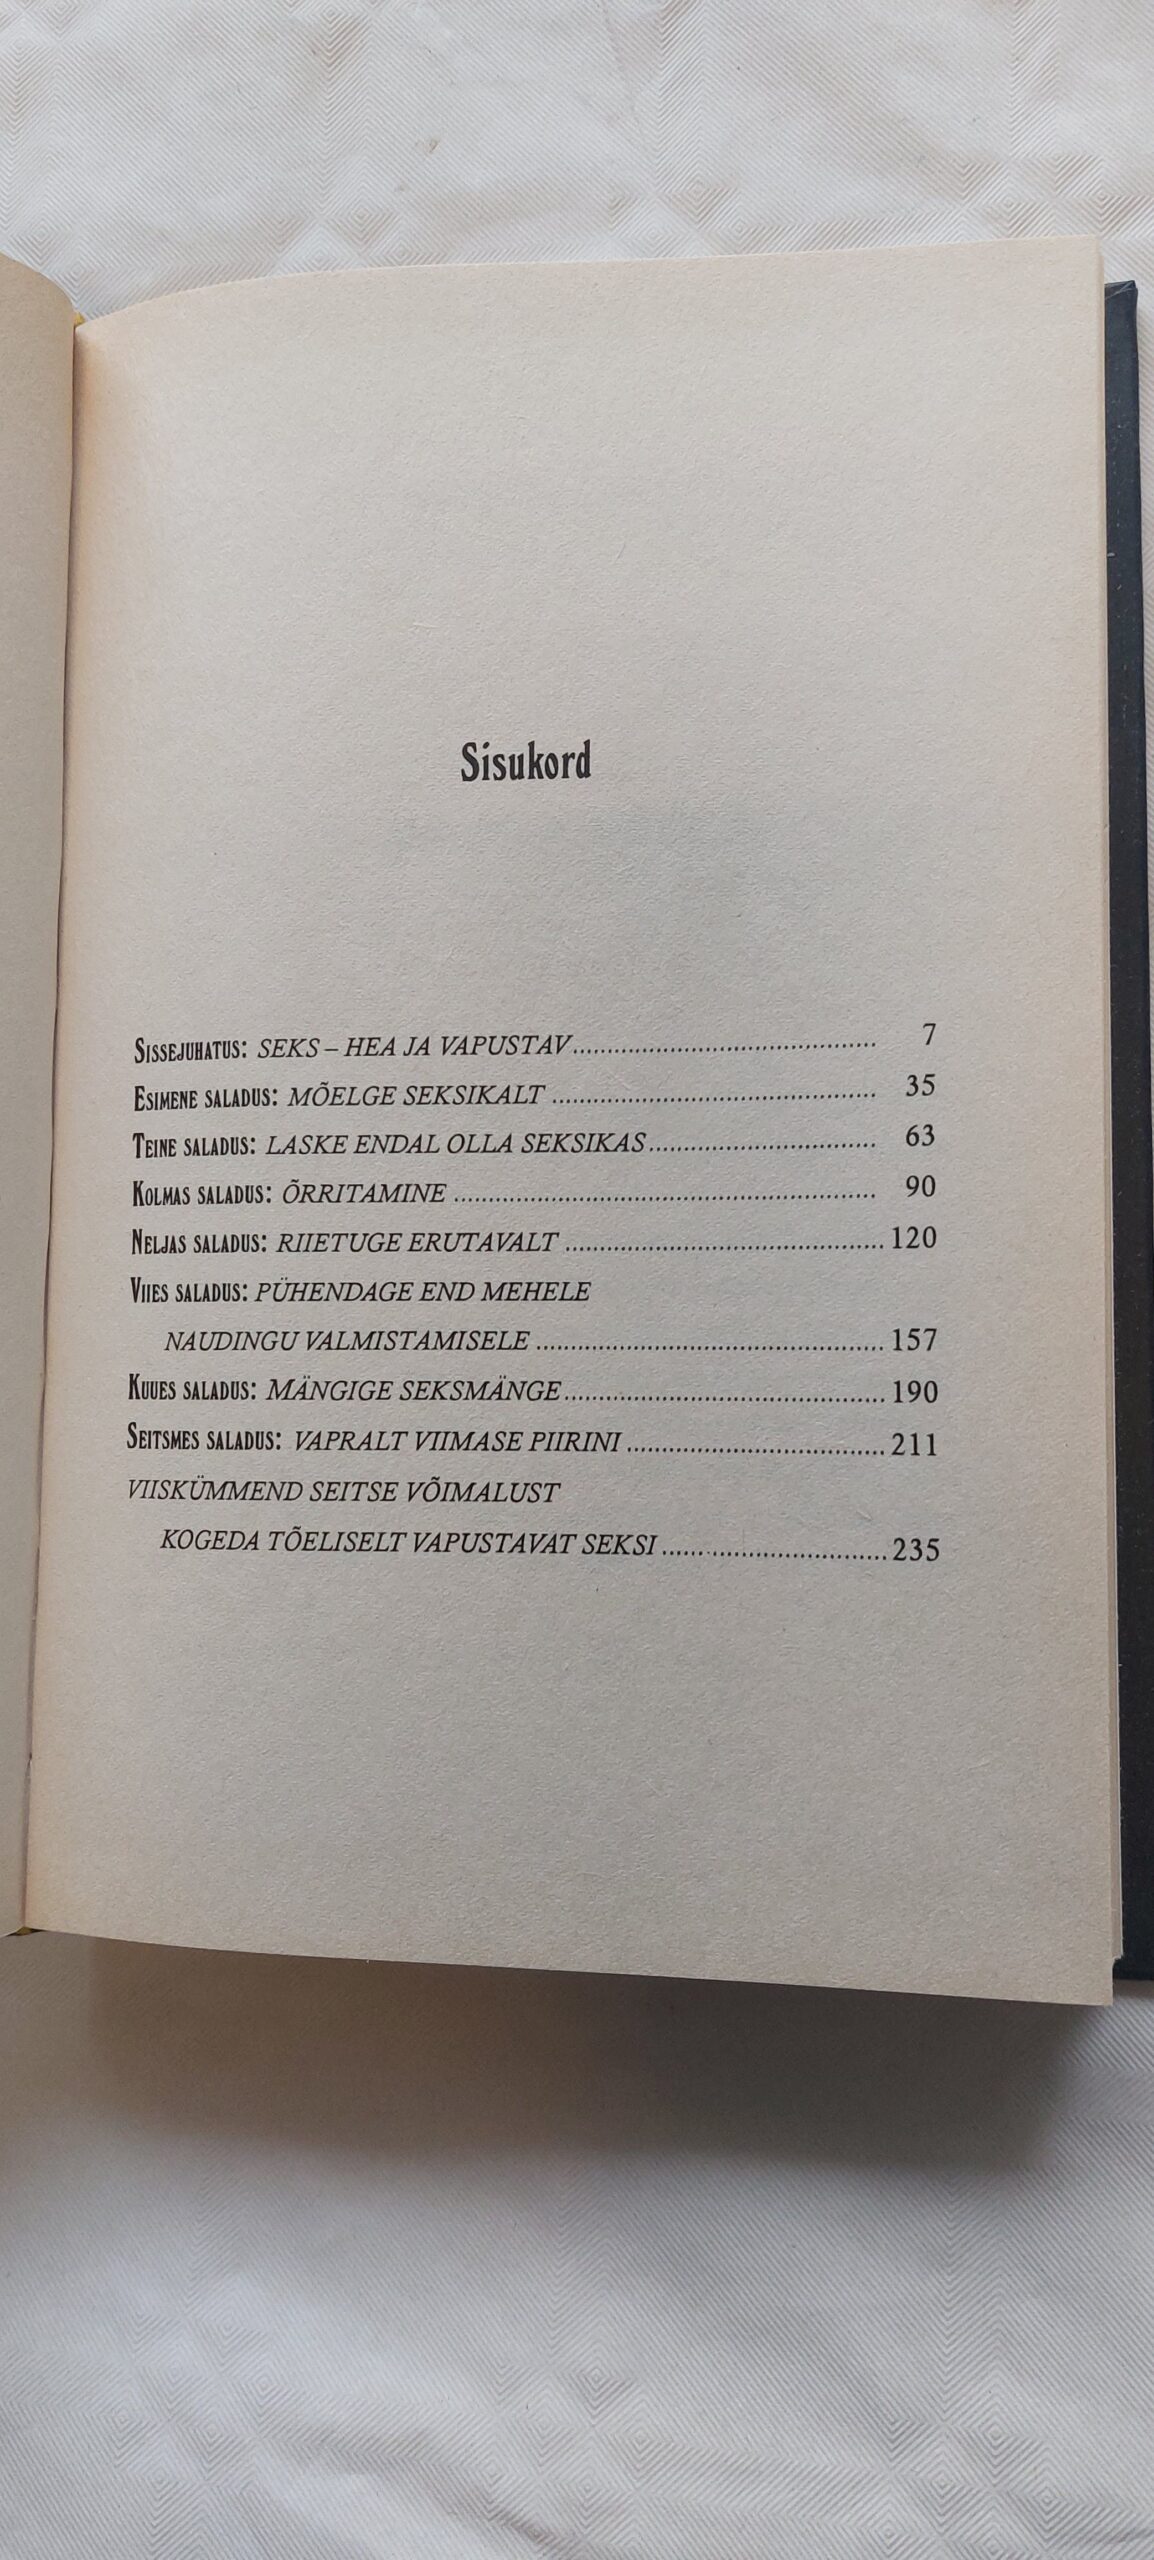 Sisukord
SISSEJUHATUS: SEKS – HEA JA VAPUSTAV 7
ESIMENE SALADUS: MÕELGE SEKSIKALT 35
TEINE SALADUS: LASKE ENDAL OLLA SEKSIKAS 63
KOLMAS SALADUS: ÕRRITAMINE 90
NELJAS SALADUS: RIIETUGE ERUTAVALT 120
VIIES SALADUS: PÜHENDAGE END MEHELE
NAUDINGU VALMISTAMISELE 157
KUUES SALADUS: MÄNGIGE SEKSMÄNGE 190
SEITSMES SALADUS: VAPRALT VIIMASE PIIRINI 211
VIISKÜMMEND SEITSE VÕIMALUST
KOGEDA TÕELISELT VAPUSTAVAT SEKSI 235